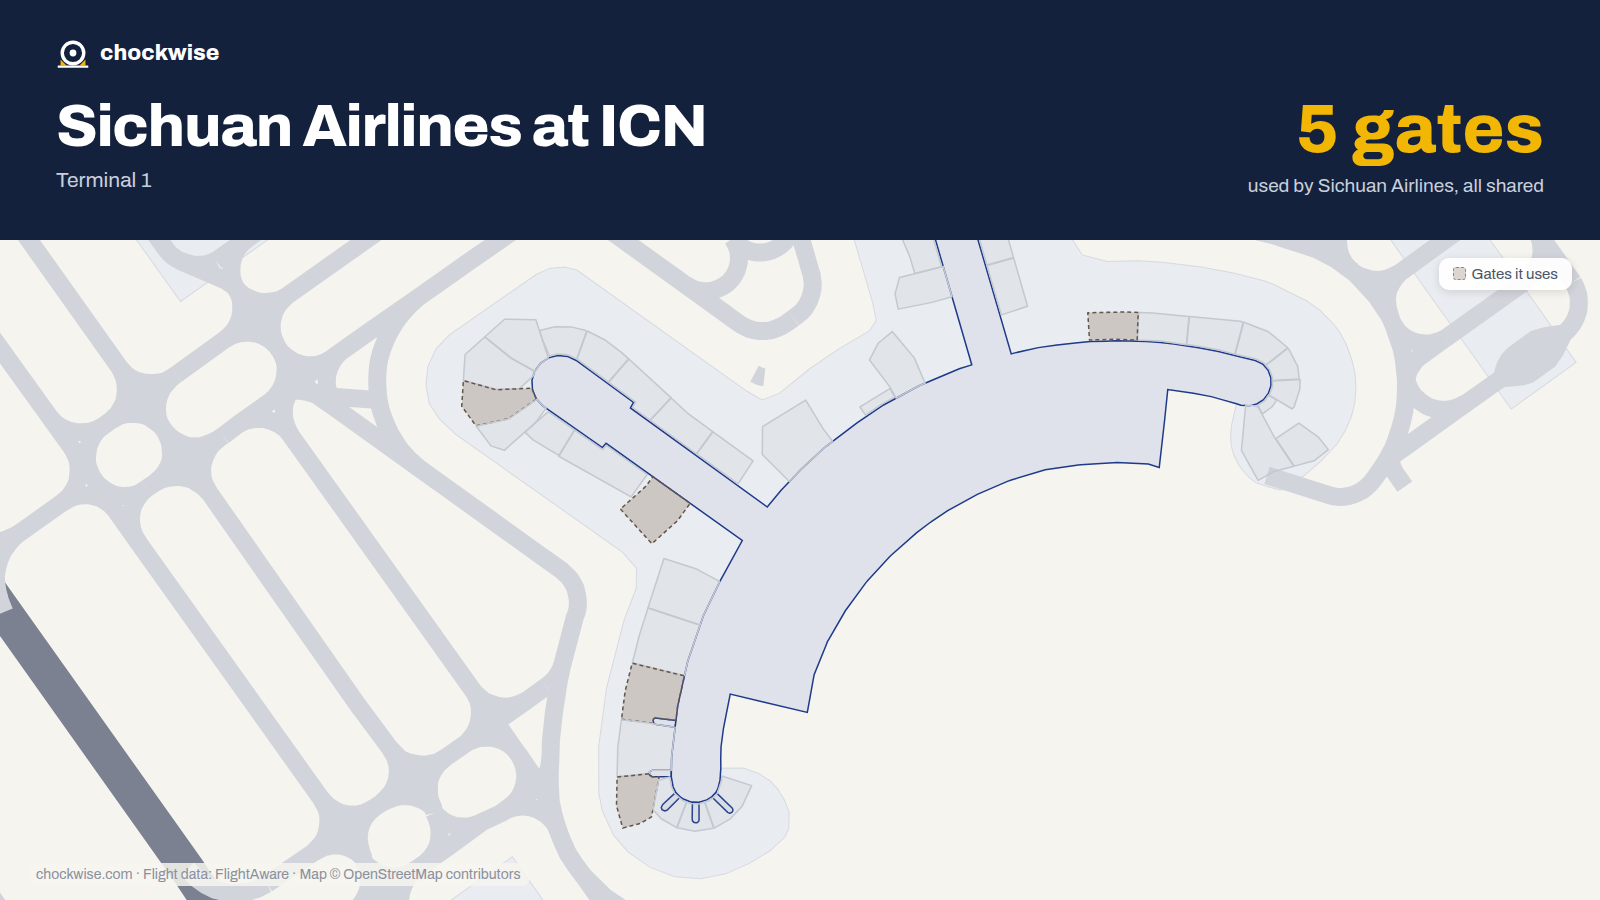 chockwise
Sichuan Airlines at ICN
Terminal 1
5 gates
used by Sichuan Airlines, all shared
Gates it uses
chockwise.com · Flight data: FlightAware · Map © OpenStreetMap contributors